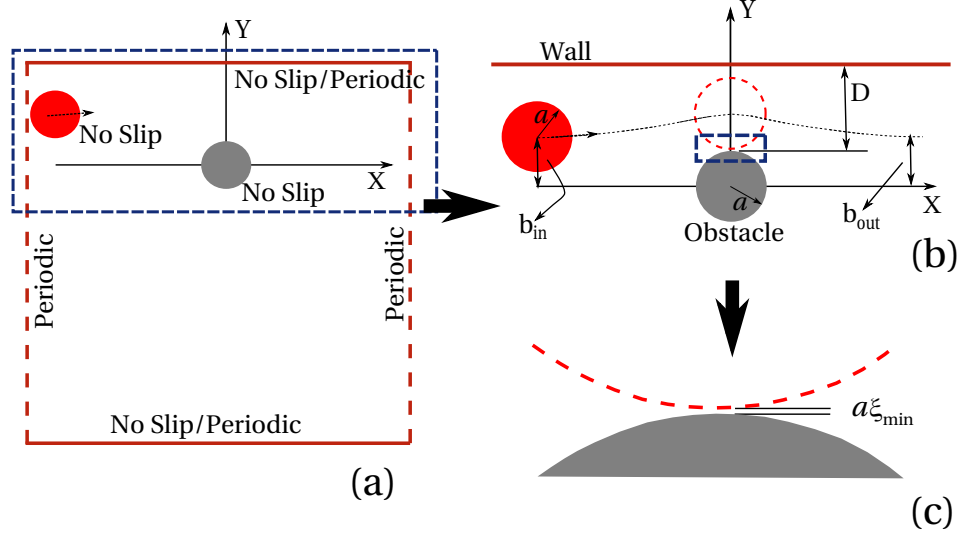 Y
No Slip/Periodic
No Slip
X
No Slip
Periodic
Periodic
No Slip/Periodic
(a)
Y
Wall
D
a
a
X
b_in
Obstacle
b_out
(b)
aξ_min
(c)